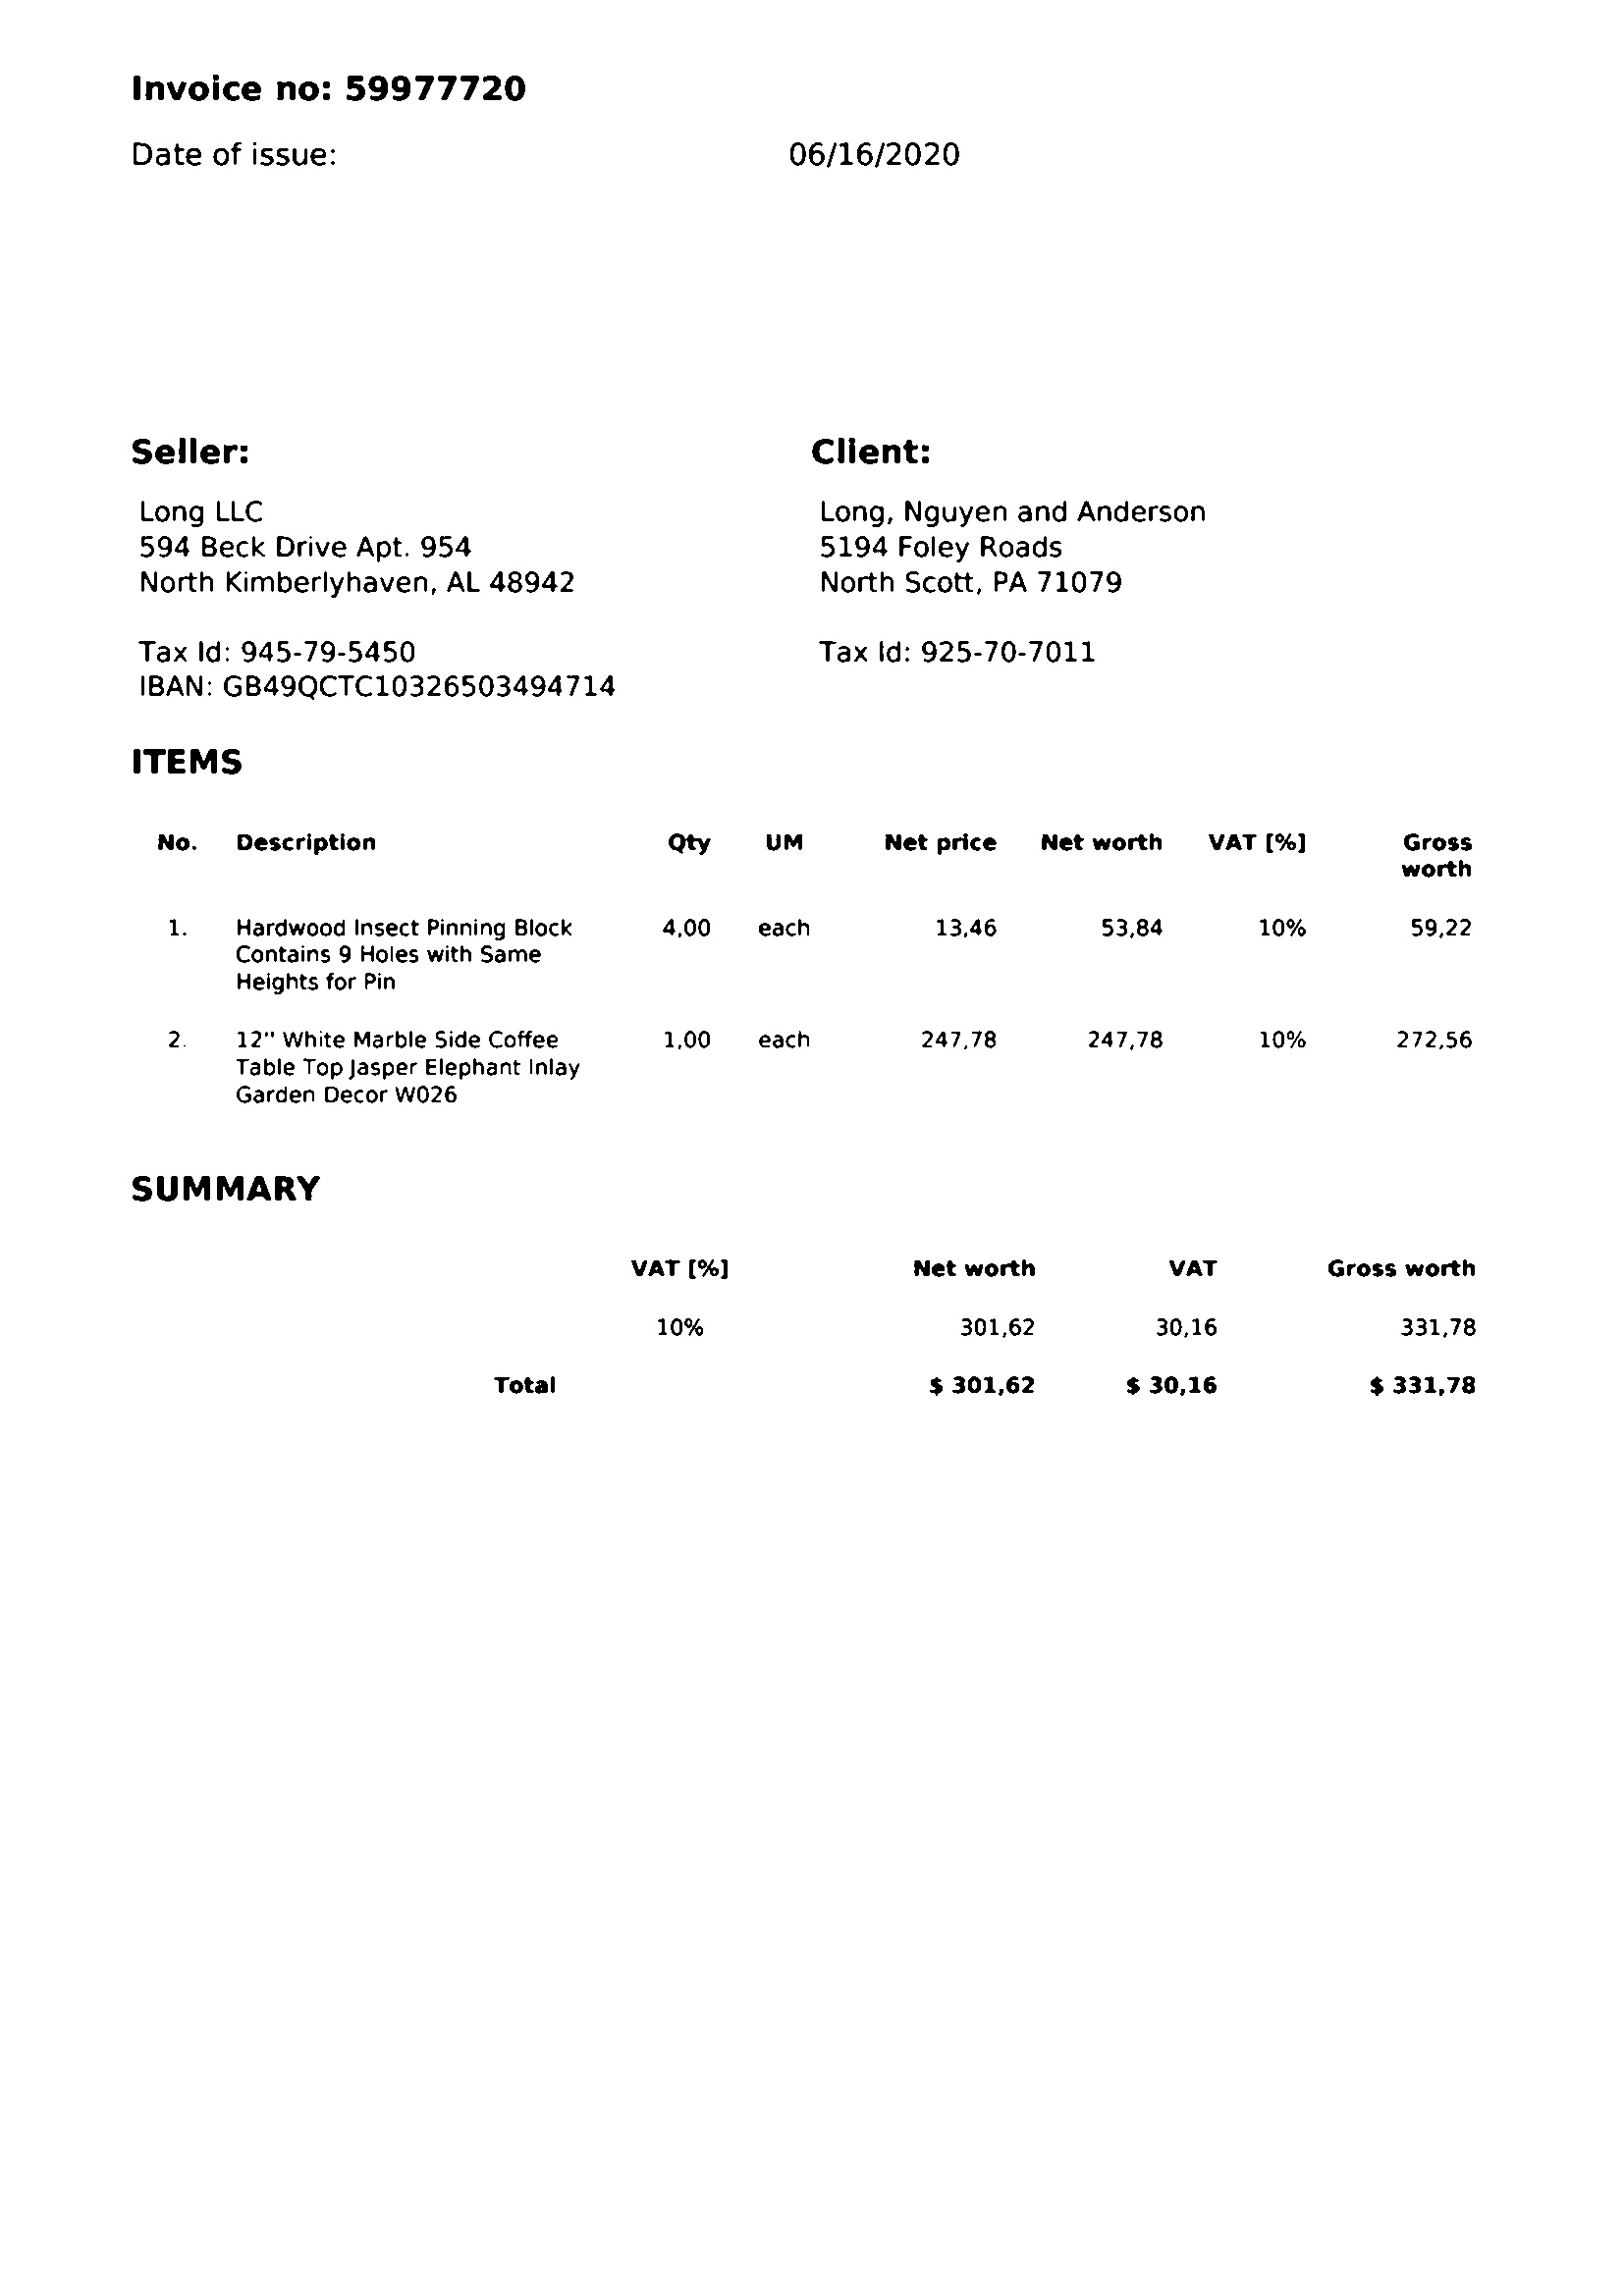 Invoice no: 59977720
Date of issue: 06/16/2020
Seller: Client:
Long LLC Long, Nguyen and Anderson
594 Beck Drive Apt. 954 5194 Foley Roads
North Kimberlyhaven, AL 48942 North Scott, PA 71079
Tax Id: 945-79-5450 Tax Id: 925-70-7011
IBAN: GB49QCTC10326503494714
ITEMS
No. Description Qty UM Net price Net worth VAT [%] Gross
worth
1. Hardwood Insect Pinning Block 4,00 each 13,46 53,84 10% 59,22
Contains 9 Holes with Same
Heights for Pin
2. 12" White Marble Side Coffee 1,00 each 247,78 247,78 10% 272,56
Table Top Jasper Elephant Inlay
Garden Decor W026
SUMMARY
VAT [%] Net worth VAT Gross worth
10% 301,62 30,16 331,78
Total $ 301,62 $ 30,16 $ 331,78